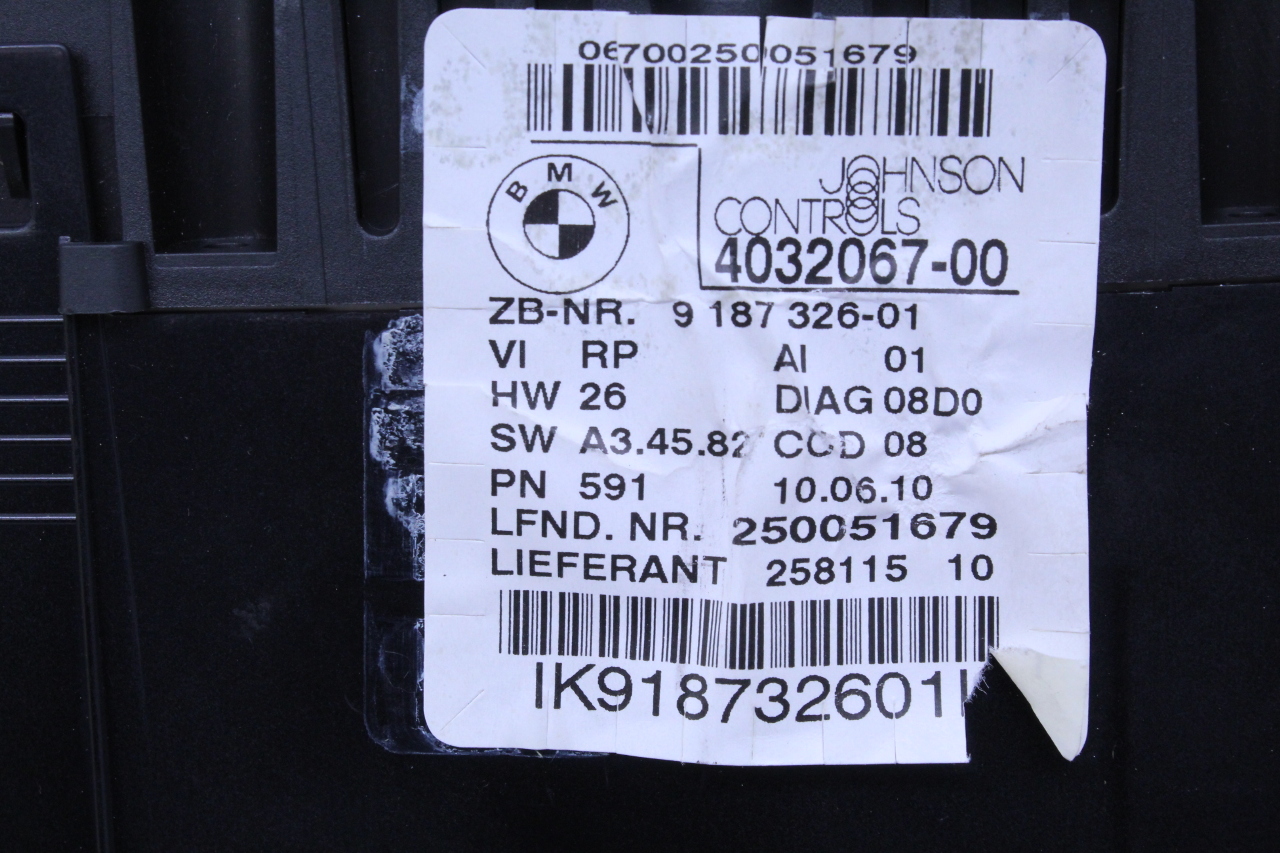 06700250051679
BMW
JOHNSON
CONTROLS
4032067-00
ZB-NR. 9 187 326-01
VI RP AI 01
HW 26 DIAG 08D0
SW A3.45.82 COD 08
PN 591 10.06.10
LFND. NR. 250051679
LIEFERANT 258115 10
IK918732601